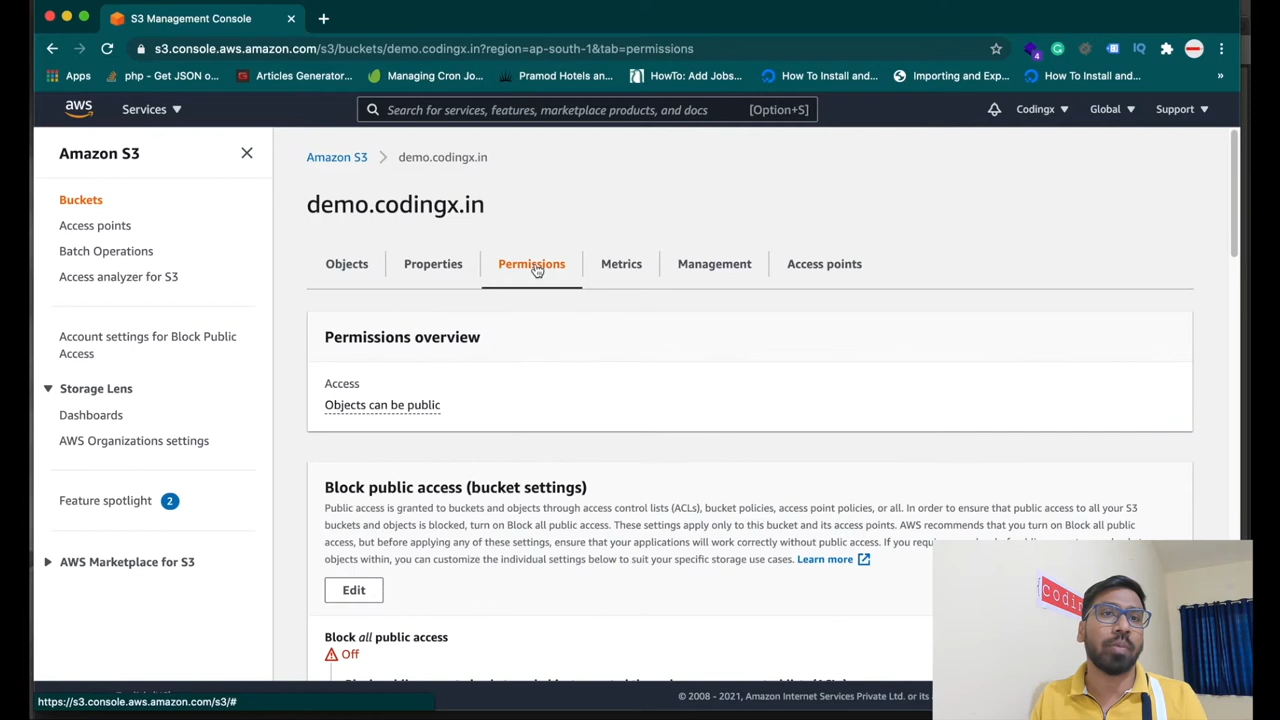 S3 Management Console
s3.console.aws.amazon.com/s3/buckets/demo.codingx.in?region=ap-south-1&tab=permissions
Apps
php - Get JSON o...
Articles Generator...
Managing Cron Jo...
Pramod Hotels an...
HowTo: Add Jobs...
How To Install and...
Importing and Exp...
How To Install and...
»
aws
Services
Search for services, features, marketplace products, and docs
[Option+S]
Codingx
Global
Support
Amazon S3
Buckets
Access points
Batch Operations
Access analyzer for S3
Account settings for Block Public
Access
Storage Lens
Dashboards
AWS Organizations settings
Feature spotlight 2
AWS Marketplace for S3
Amazon S3 > demo.codingx.in
demo.codingx.in
Objects
Properties
Permissions
Metrics
Management
Access points
Permissions overview
Access
Objects can be public
Block public access (bucket settings)
Public access is granted to buckets and objects through access control lists (ACLs), bucket policies, access point policies, or all. In order to ensure that public access to all your S3
buckets and objects is blocked, turn on Block all public access. These settings apply only to this bucket and its access points. AWS recommends that you turn on Block all public
access, but before applying any of these settings, ensure that your applications will work correctly without public access. If you
objects within, you can customize the individual settings below to suit your specific storage use cases. Learn more
Edit
Block all public access
Off
https://s3.console.aws.amazon.com/s3/#
© 2008 - 2021, Amazon Internet Services Private Ltd. or its
codin